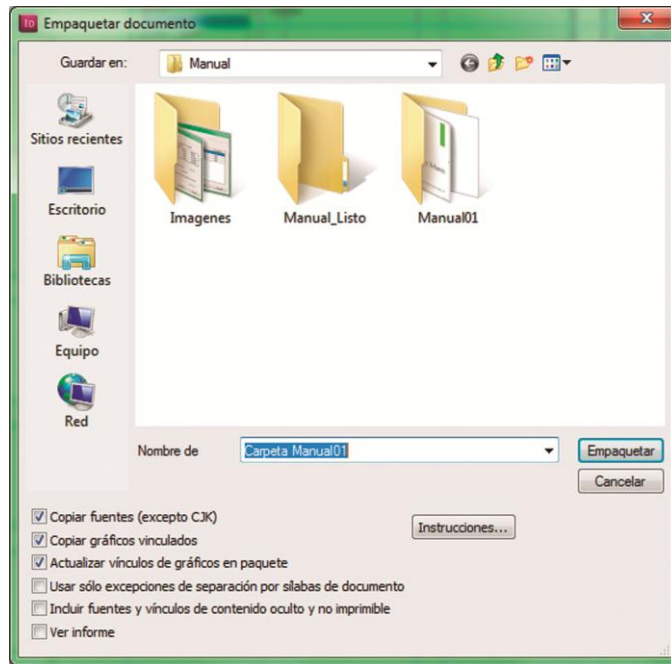 Empaquetar documento
Guardar en:
Manual
Sitios recientes
Escritorio
Bibliotecas
Equipo
Red
Imagenes
Manual_Listo
Manual01
Nombre de
Carpeta Manual01
Empaquetar
Cancelar
Copiar fuentes (excepto CJK)
Instrucciones...
Copiar gráficos vinculados
Actualizar vínculos de gráficos en paquete
Usar sólo excepciones de separación por sílabas de documento
Incluir fuentes y vínculos de contenido oculto y no imprimible
Ver informe